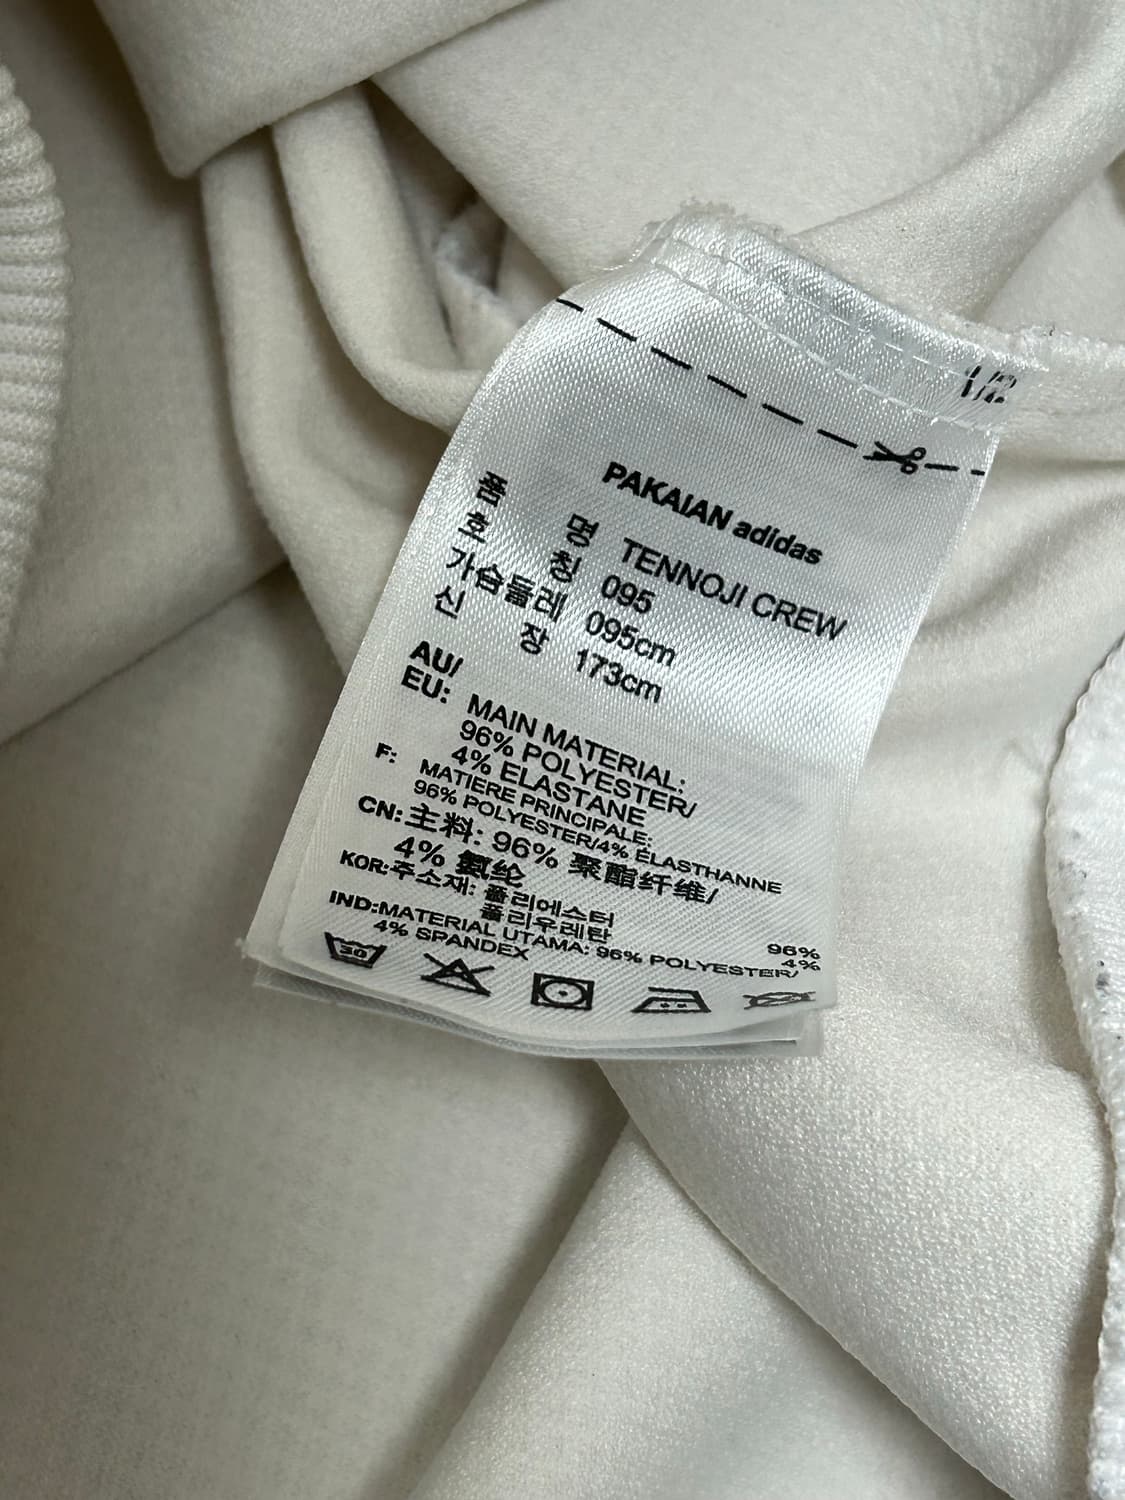 1/2
PAKAIAN adidas
품 명 TENNOJI CREW
호 칭 095
가슴둘레 095cm
신 장 173cm
AU/
EU: MAIN MATERIAL:
96% POLYESTER/
4% ELASTANE
F: MATIERE PRINCIPALE:
96% POLYESTER/4% ÉLASTHANNE
CN: 主料: 96% 聚酯纤维/
4% 氨纶
KOR: 주소재: 폴리에스터 96%
폴리우레탄 4%
IND: MATERIAL UTAMA: 96% POLYESTER/
4% SPANDEX
30